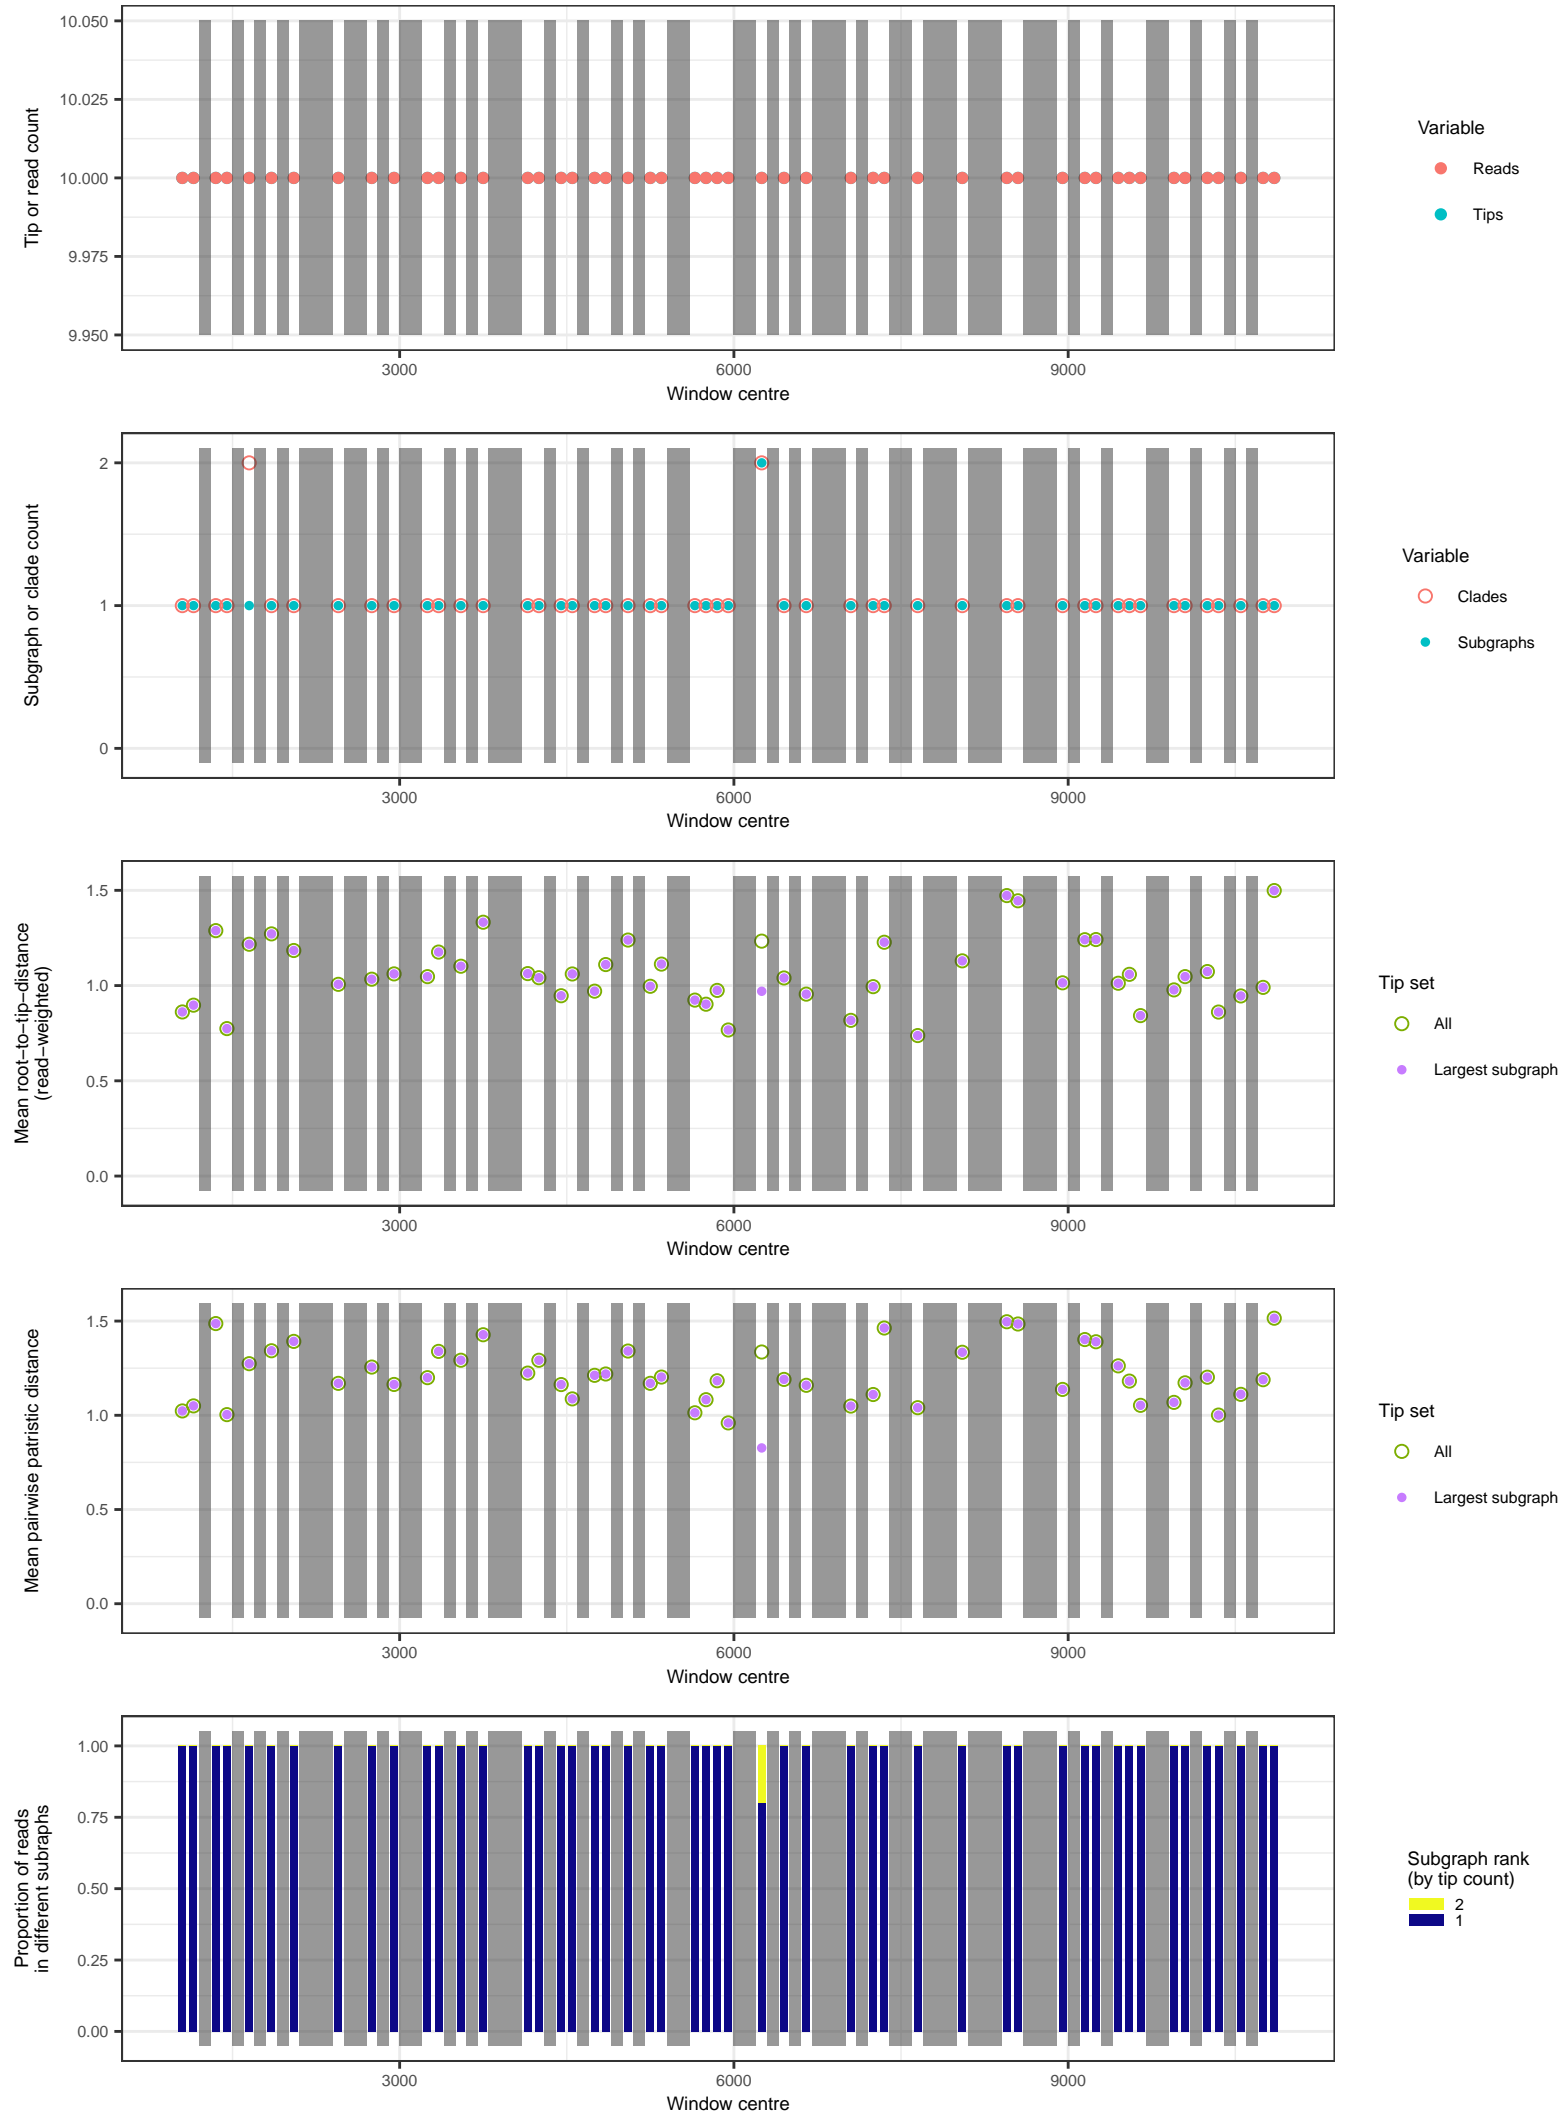 10.050
10.025
10.000
9.975
9.950
Tip or read count
3000
6000
9000
Window centre
Variable
Reads
Tips
2
1
0
Subgraph or clade count
3000
6000
9000
Window centre
Variable
Clades
Subgraphs
1.5
1.0
0.5
0.0
Mean root−to−tip−distance
(read−weighted)
3000
6000
9000
Window centre
Tip set
All
Largest subgraph
1.5
1.0
0.5
0.0
Mean pairwise patristic distance
3000
6000
9000
Window centre
Tip set
All
Largest subgraph
1.00
0.75
0.50
0.25
0.00
Proportion of reads
in different subraphs
3000
6000
9000
Window centre
Subgraph rank
(by tip count)
2
1